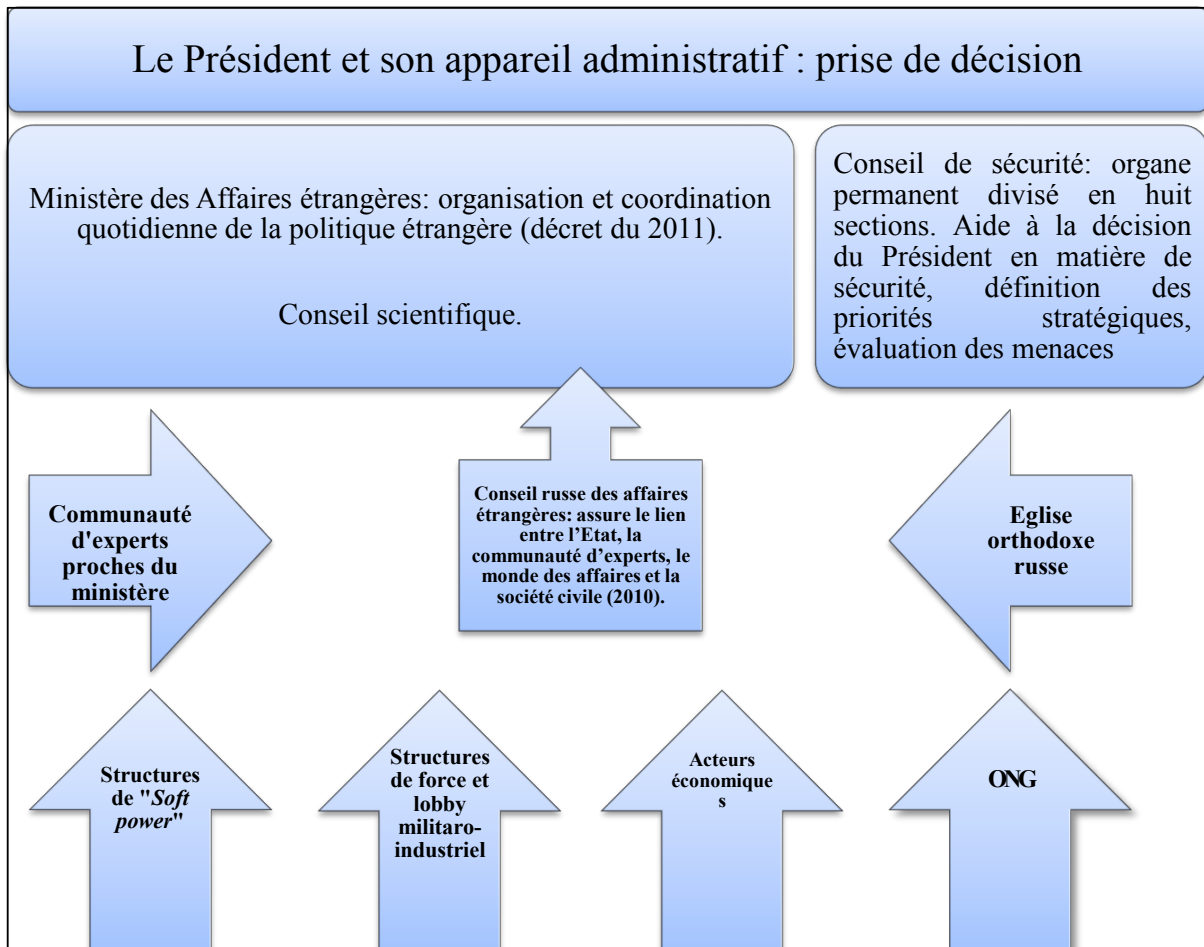 Le Président et son appareil administratif : prise de décision
Ministère des Affaires étrangères: organisation et coordination
quotidienne de la politique étrangère (décret du 2011).
Conseil scientifique.
Conseil de sécurité: organe
permanent divisé en huit
sections. Aide à la décision
du Président en matière de
sécurité, définition des
priorités stratégiques,
évaluation des menaces
Communauté
d'experts
proches du
ministère
Conseil russe des affaires
étrangères: assure le lien
entre l’Etat, la
communauté d’experts, le
monde des affaires et la
société civile (2010).
Eglise
orthodoxe
russe
Structures
de "Soft
power"
Structures
de force et
lobby
militaro-
industriel
Acteurs
économique
s
ONG